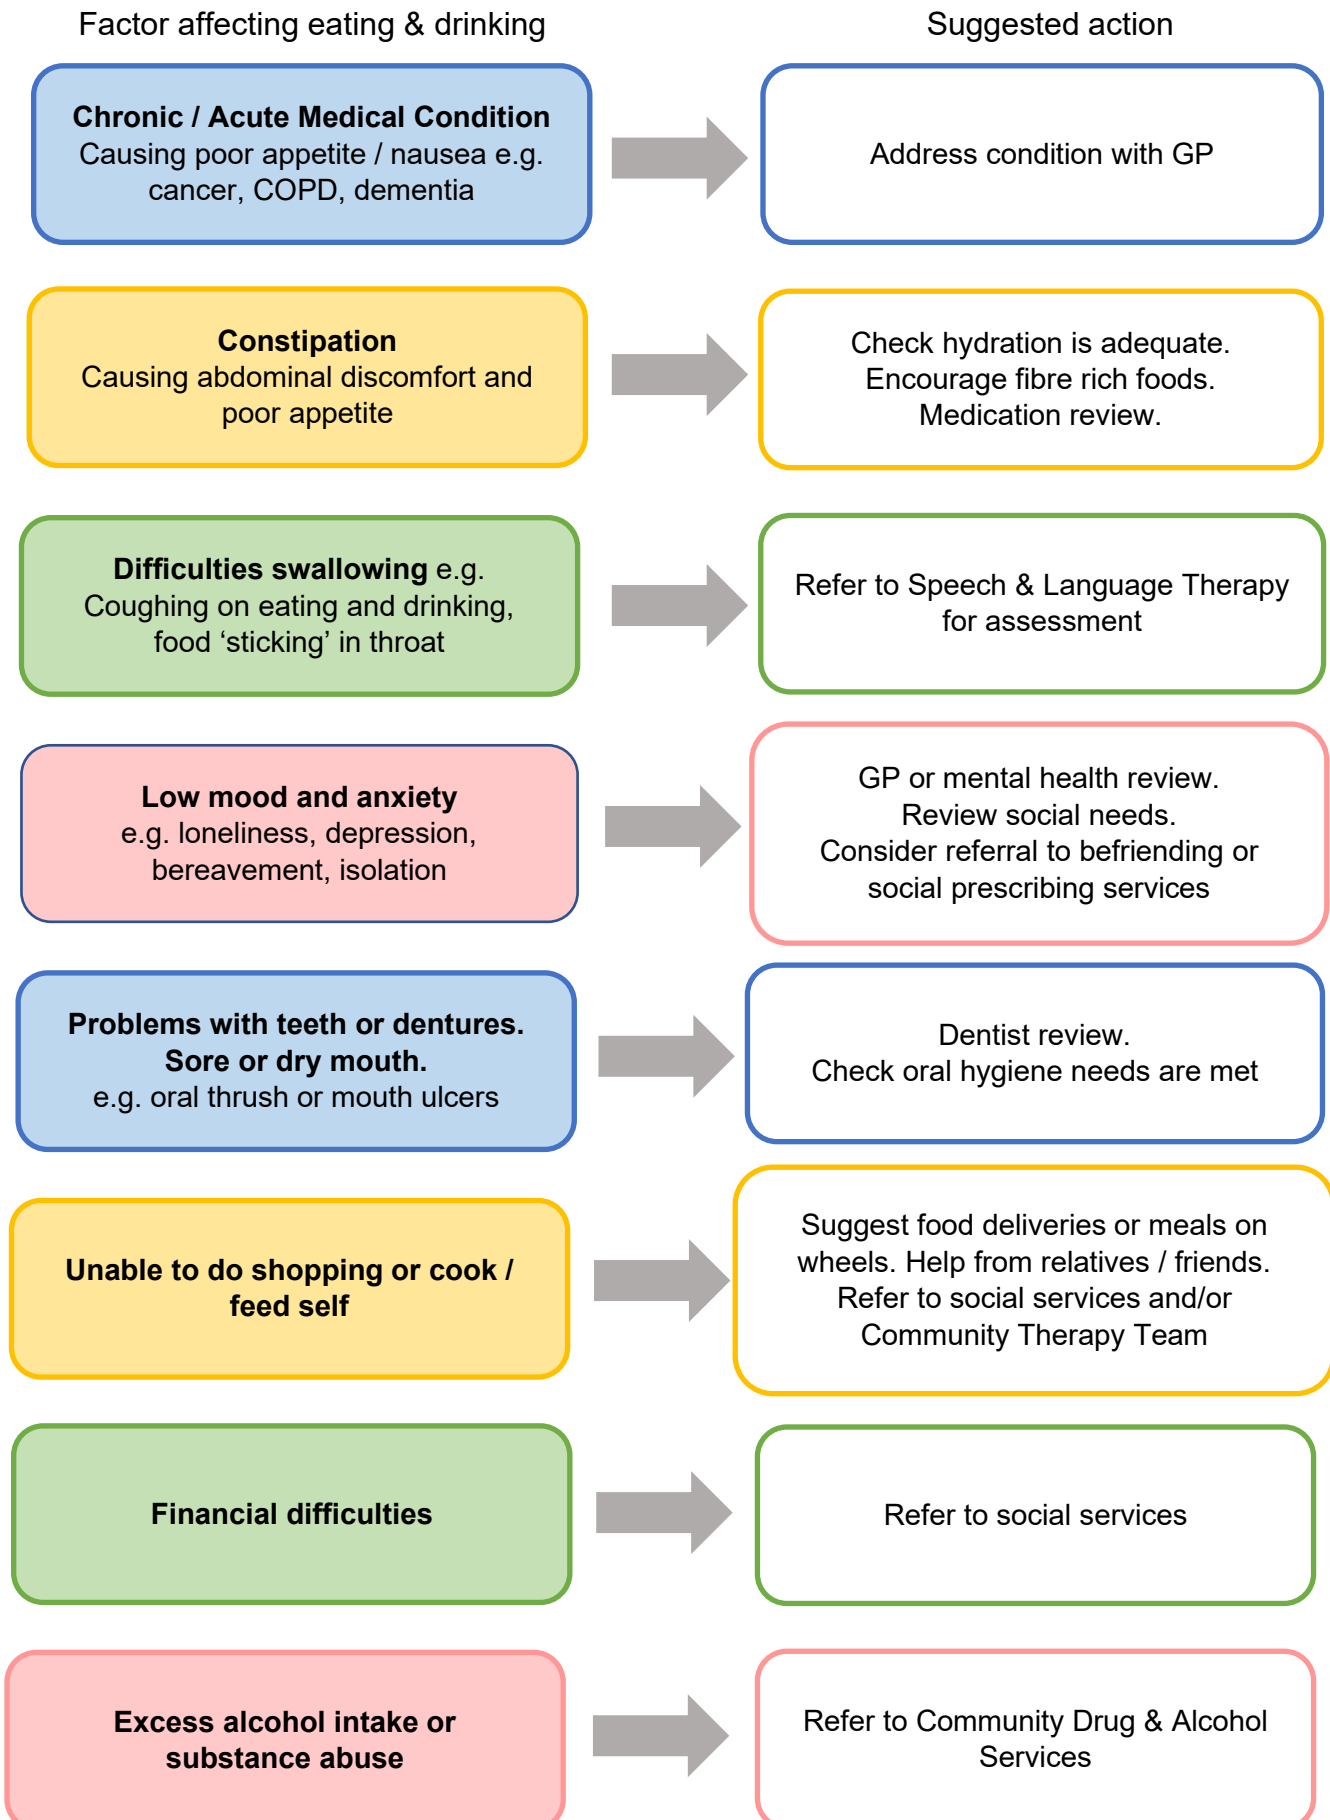 Factor affecting eating & drinking
Suggested action
Chronic / Acute Medical Condition
Causing poor appetite / nausea e.g.
cancer, COPD, dementia
Address condition with GP
Constipation
Causing abdominal discomfort and
poor appetite
Check hydration is adequate.
Encourage fibre rich foods.
Medication review.
Difficulties swallowing e.g.
Coughing on eating and drinking,
food ‘sticking’ in throat
Refer to Speech & Language Therapy
for assessment
Low mood and anxiety
e.g. loneliness, depression,
bereavement, isolation
GP or mental health review.
Review social needs.
Consider referral to befriending or
social prescribing services
Problems with teeth or dentures.
Sore or dry mouth.
e.g. oral thrush or mouth ulcers
Dentist review.
Check oral hygiene needs are met
Unable to do shopping or cook /
feed self
Suggest food deliveries or meals on
wheels. Help from relatives / friends.
Refer to social services and/or
Community Therapy Team
Financial difficulties
Refer to social services
Excess alcohol intake or
substance abuse
Refer to Community Drug & Alcohol
Services